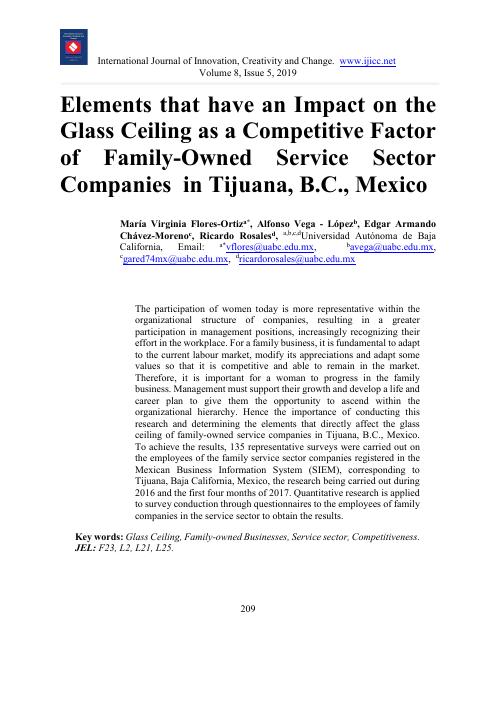 International Journal of Innovation, Creativity and Change. www.ijicc.net
Volume 8, Issue 5, 2019
Elements that have an Impact on the
Glass Ceiling as a Competitive Factor
of Family-Owned Service Sector
Companies in Tijuana, B.C., Mexico
María Virginia Flores-Ortizᵃ*, Alfonso Vega - Lópezᵇ, Edgar Armando
Chávez-Morenoᶜ, Ricardo Rosalesᵈ, ᵃ,ᵇ,ᶜ,ᵈUniversidad Autónoma de Baja
California, Email: ᵃ*vflores@uabc.edu.mx, ᵇavega@uabc.edu.mx,
ᶜgared74mx@uabc.edu.mx, ᵈricardorosales@uabc.edu.mx
The participation of women today is more representative within the
organizational structure of companies, resulting in a greater
participation in management positions, increasingly recognizing their
effort in the workplace. For a family business, it is fundamental to adapt
to the current labour market, modify its appreciations and adapt some
values so that it is competitive and able to remain in the market.
Therefore, it is important for a woman to progress in the family
business. Management must support their growth and develop a life and
career plan to give them the opportunity to ascend within the
organizational hierarchy. Hence the importance of conducting this
research and determining the elements that directly affect the glass
ceiling of family-owned service companies in Tijuana, B.C., Mexico.
To achieve the results, 135 representative surveys were carried out on
the employees of the family service sector companies registered in the
Mexican Business Information System (SIEM), corresponding to
Tijuana, Baja California, Mexico, the research being carried out during
2016 and the first four months of 2017. Quantitative research is applied
to survey conduction through questionnaires to the employees of family
companies in the service sector to obtain the results.
Key words: Glass Ceiling, Family-owned Businesses, Service sector, Competitiveness.
JEL: F23, L2, L21, L25.
209